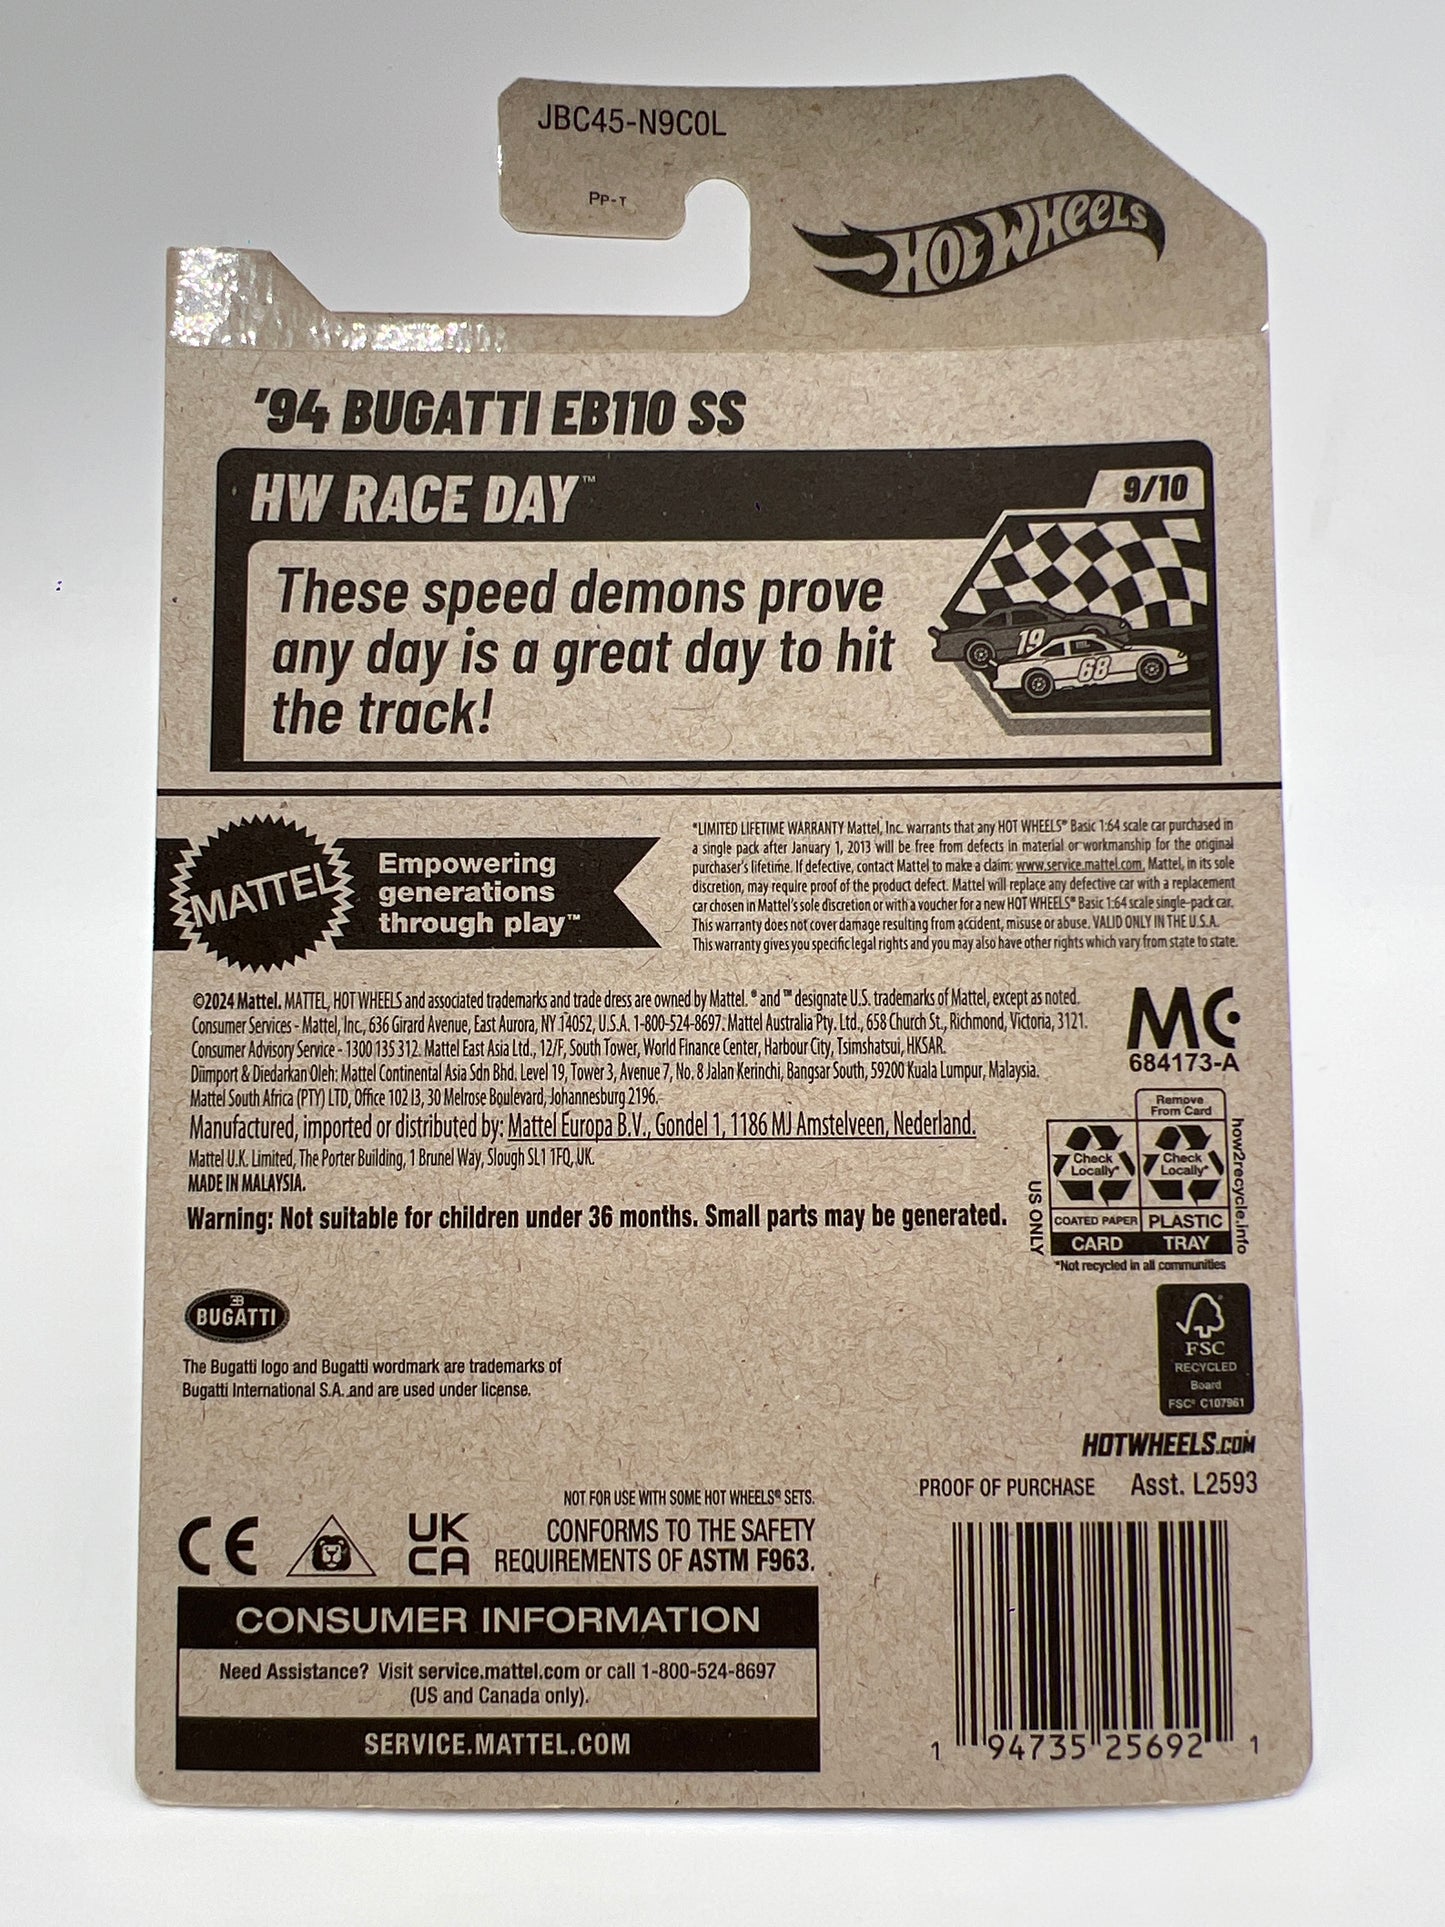 JBC45-N9C0L
PP-T
HOT WHEELS
'94 BUGATTI EB110 SS
HW RACE DAY™
9/10
These speed demons prove
any day is a great day to hit
the track!
19
68
MATTEL
Empowering
generations
through play™
*LIMITED LIFETIME WARRANTY Mattel, Inc. warrants that any HOT WHEELS® Basic 1:64 scale car purchased in
a single pack after January 1, 2013 will be free from defects in material or workmanship for the original
purchaser's lifetime. If defective, contact Mattel to make a claim: www.service.mattel.com. Mattel, in its sole
discretion, may require proof of the product defect. Mattel will replace any defective car with a replacement
car chosen in Mattel's sole discretion or with a voucher for a new HOT WHEELS® Basic 1:64 scale single-pack car.
This warranty does not cover damage resulting from accident, misuse or abuse. VALID ONLY IN THE U.S.A.
This warranty gives you specific legal rights and you may also have other rights which vary from state to state.
©2024 Mattel. MATTEL, HOT WHEELS and associated trademarks and trade dress are owned by Mattel. ® and ™ designate U.S. trademarks of Mattel, except as noted.
Consumer Services - Mattel, Inc., 636 Girard Avenue, East Aurora, NY 14052, U.S.A. 1-800-524-8697. Mattel Australia Pty. Ltd., 658 Church St., Richmond, Victoria, 3121.
Consumer Advisory Service - 1300 135 312. Mattel East Asia Ltd., 12/F, South Tower, World Finance Center, Harbour City, Tsimshatsui, HKSAR.
Diimport & Diedarkan Oleh: Mattel Continental Asia Sdn Bhd. Level 19, Tower 3, Avenue 7, No. 8 Jalan Kerinchi, Bangsar South, 59200 Kuala Lumpur, Malaysia.
Mattel South Africa (PTY) LTD, Office 102 I3, 30 Melrose Boulevard, Johannesburg 2196.
Manufactured, imported or distributed by: Mattel Europa B.V., Gondel 1, 1186 MJ Amstelveen, Nederland.
Mattel U.K. Limited, The Porter Building, 1 Brunel Way, Slough SL1 1FQ, UK.
MADE IN MALAYSIA.
Warning: Not suitable for children under 36 months. Small parts may be generated.
MC
684173-A
Remove
From Card
Check
Locally*
Check
Locally*
COATED PAPER
PLASTIC
CARD
TRAY
US ONLY
how2recycle.info
*Not recycled in all communities
EB
BUGATTI
The Bugatti logo and Bugatti wordmark are trademarks of
Bugatti International S.A. and are used under license.
FSC
RECYCLED
Board
FSC® C107961
HOTWHEELS.COM
PROOF OF PURCHASE Asst. L2593
NOT FOR USE WITH SOME HOT WHEELS® SETS.
CE
UK
CA
CONFORMS TO THE SAFETY
REQUIREMENTS OF ASTM F963.
CONSUMER INFORMATION
Need Assistance? Visit service.mattel.com or call 1-800-524-8697
(US and Canada only).
SERVICE.MATTEL.COM
1 94735 25692 1